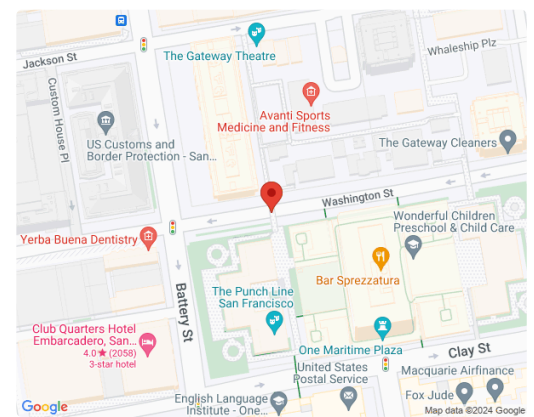 Jackson St
The Gateway Theatre
Whaleship Plz
Custom House Pl
Avanti Sports
Medicine and Fitness
US Customs and
Border Protection - San...
The Gateway Cleaners
Washington St
Yerba Buena Dentistry
Wonderful Children
Preschool & Child Care
Bar Sprezzatura
Battery St
The Punch Line
San Francisco
Club Quarters Hotel
Embarcadero, San...
4.0★ (2058)
3-star hotel
One Maritime Plaza
Clay St
United States
Postal Service
Macquarie Airfinance
English Language
Institute - One...
Fox Jude
Google
Map data ©2024 Google